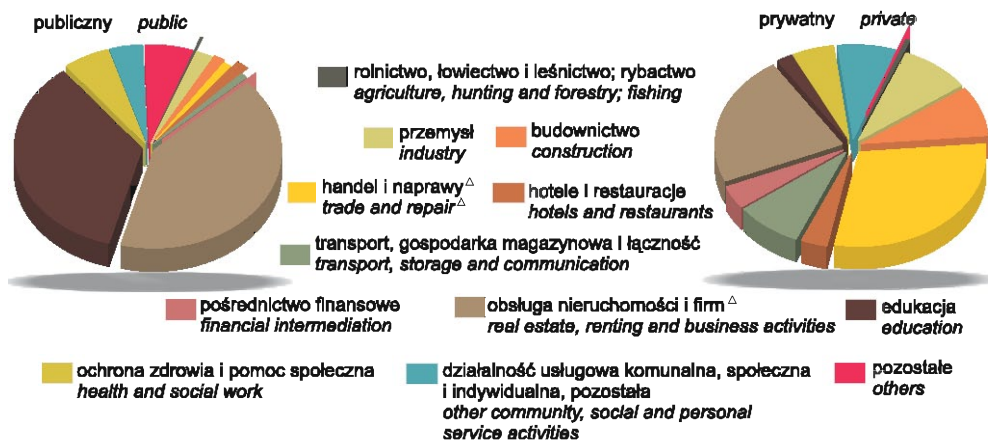 publiczny public
prywatny private
rolnictwo, łowiectwo i leśnictwo; rybactwo
agriculture, hunting and forestry; fishing
przemysł
industry
budownictwo
construction
handel i naprawy△
trade and repair△
hotele i restauracje
hotels and restaurants
transport, gospodarka magazynowa i łączność
transport, storage and communication
pośrednictwo finansowe
financial intermediation
obsługa nieruchomości i firm△
real estate, renting and business activities
edukacja
education
ochrona zdrowia i pomoc społeczna
health and social work
działalność usługowa komunalna, społeczna
i indywidualna, pozostała
other community, social and personal
service activities
pozostałe
others